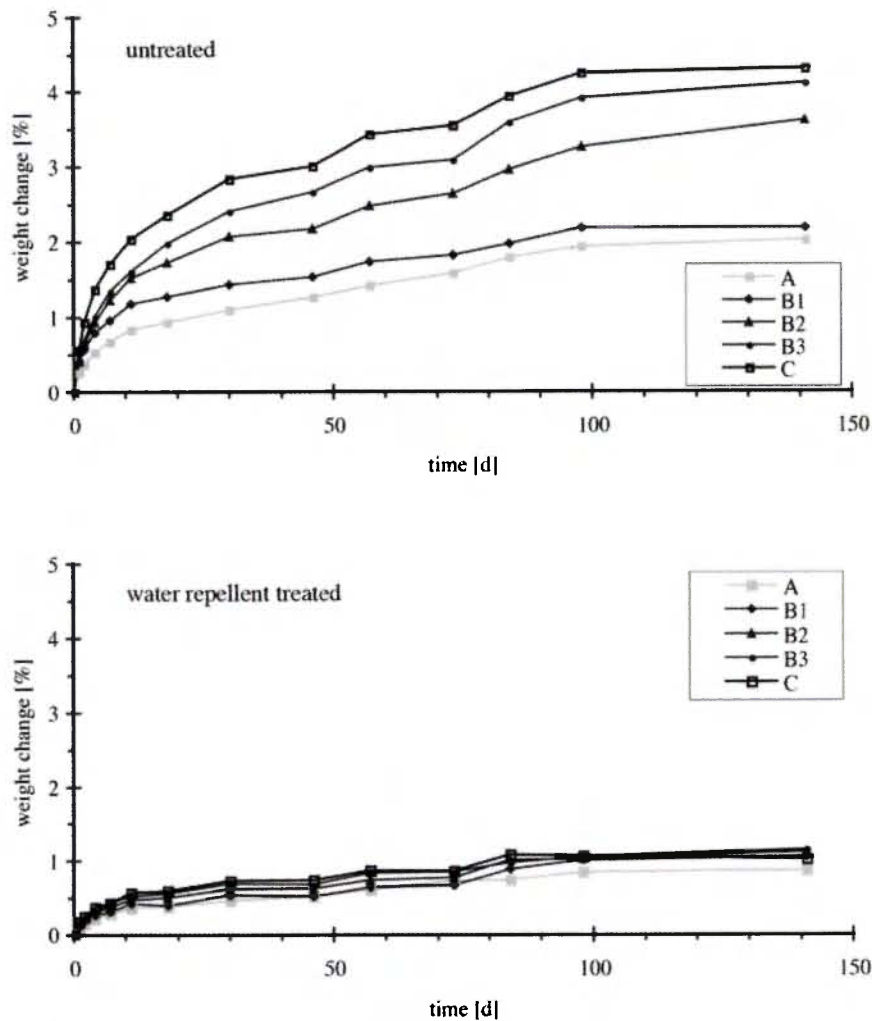 untreated
weight change [%]
5
4
3
2
1
0
A
B1
B2
B3
C
0
50
100
150
time [d]
water repellent treated
weight change [%]
5
4
3
2
1
0
A
B1
B2
B3
C
0
50
100
150
time [d]